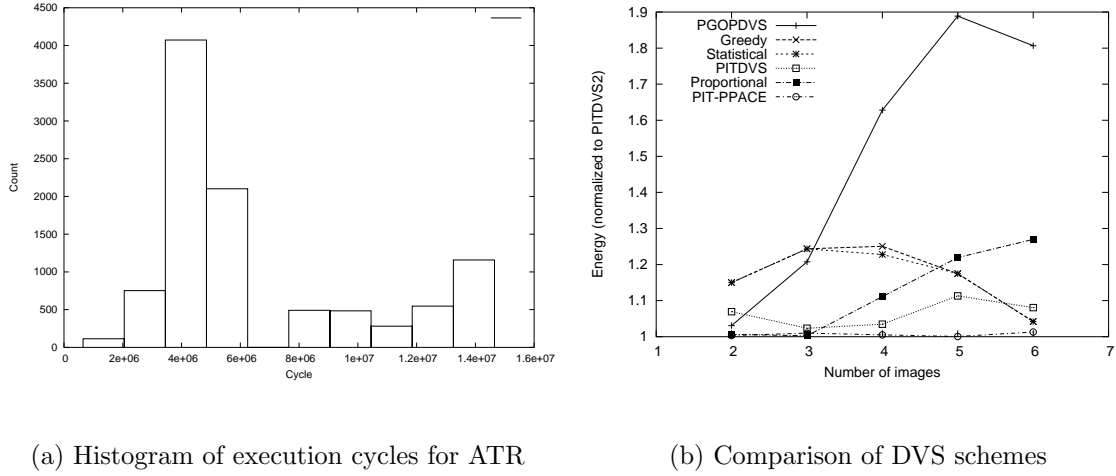 4500
4000
3500
3000
2500
2000
1500
1000
500
0
Count
0 2e+06 4e+06 6e+06 8e+06 1e+07 1.2e+07 1.4e+07 1.6e+07
Cycle
(a) Histogram of execution cycles for ATR
1.9
1.8
1.7
1.6
1.5
1.4
1.3
1.2
1.1
1
Energy (normalized to PITDVS2)
PGOPDVS
Greedy
Statistical
PITDVS
Proportional
PIT-PPACE
1 2 3 4 5 6 7
Number of images
(b) Comparison of DVS schemes